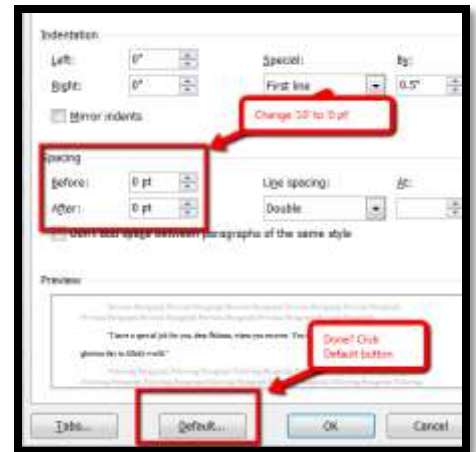 Indentation
Left: 0" Special: By:
Right: 0" First line 0.5"
Mirror indents
Change '10' to '0 pt'
Spacing
Before: 0 pt Line spacing: At:
After: 0 pt Double
Don't add space between paragraphs of the same style
Preview
Done? Click
Default button
Tabs... Default... OK Cancel